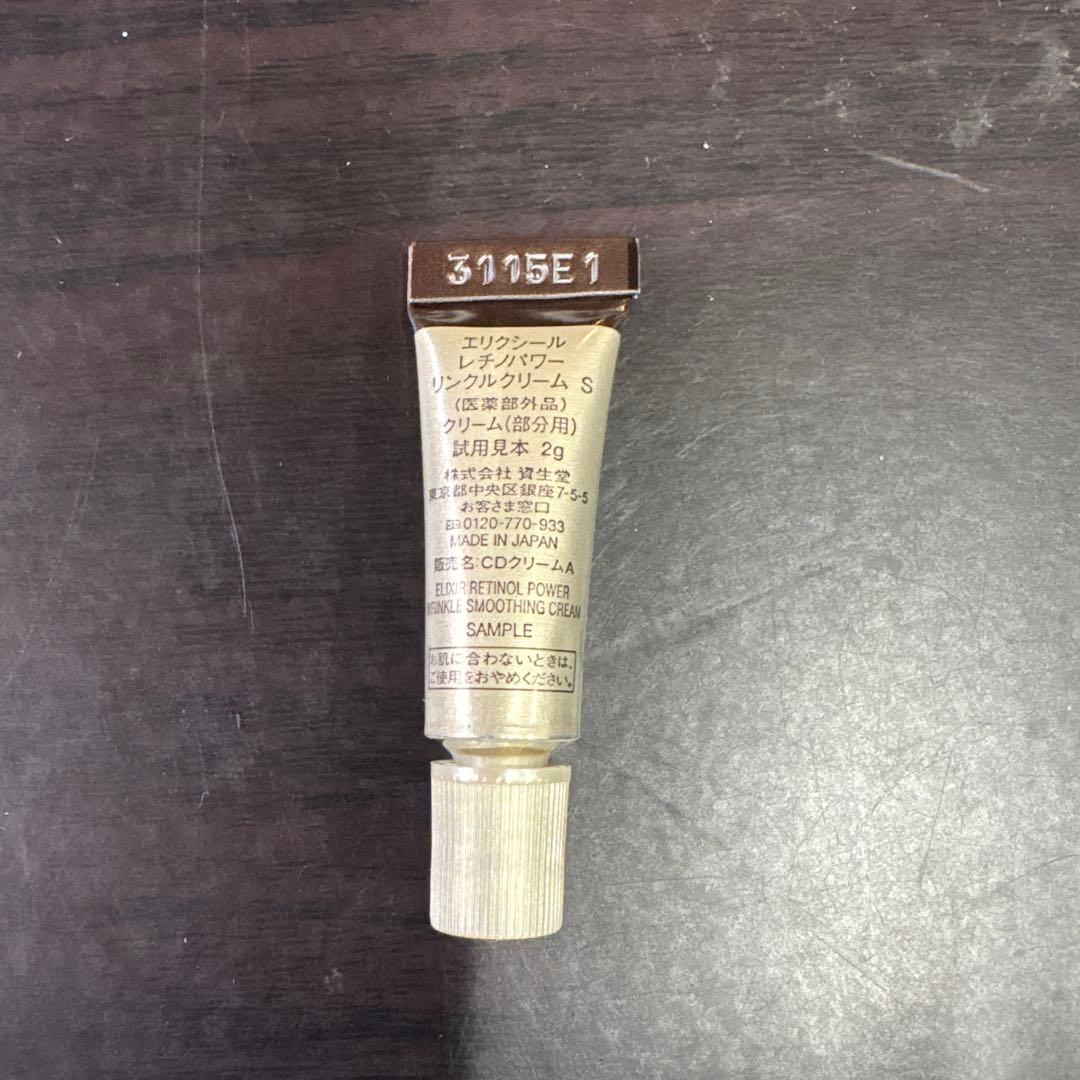 3115E1
エリクシール
レチノパワー
リンクルクリーム S
(医薬部外品)
クリーム(部分用)
試用見本 2g
株式会社 資生堂
東京都中央区銀座7-5-5
お客さま窓口
0120-770-933
MADE IN JAPAN
販売名:CDクリームA
ELIXIR RETINOL POWER
WRINKLE SMOOTHING CREAM
SAMPLE
お肌に合わないときは、
ご使用をおやめください。